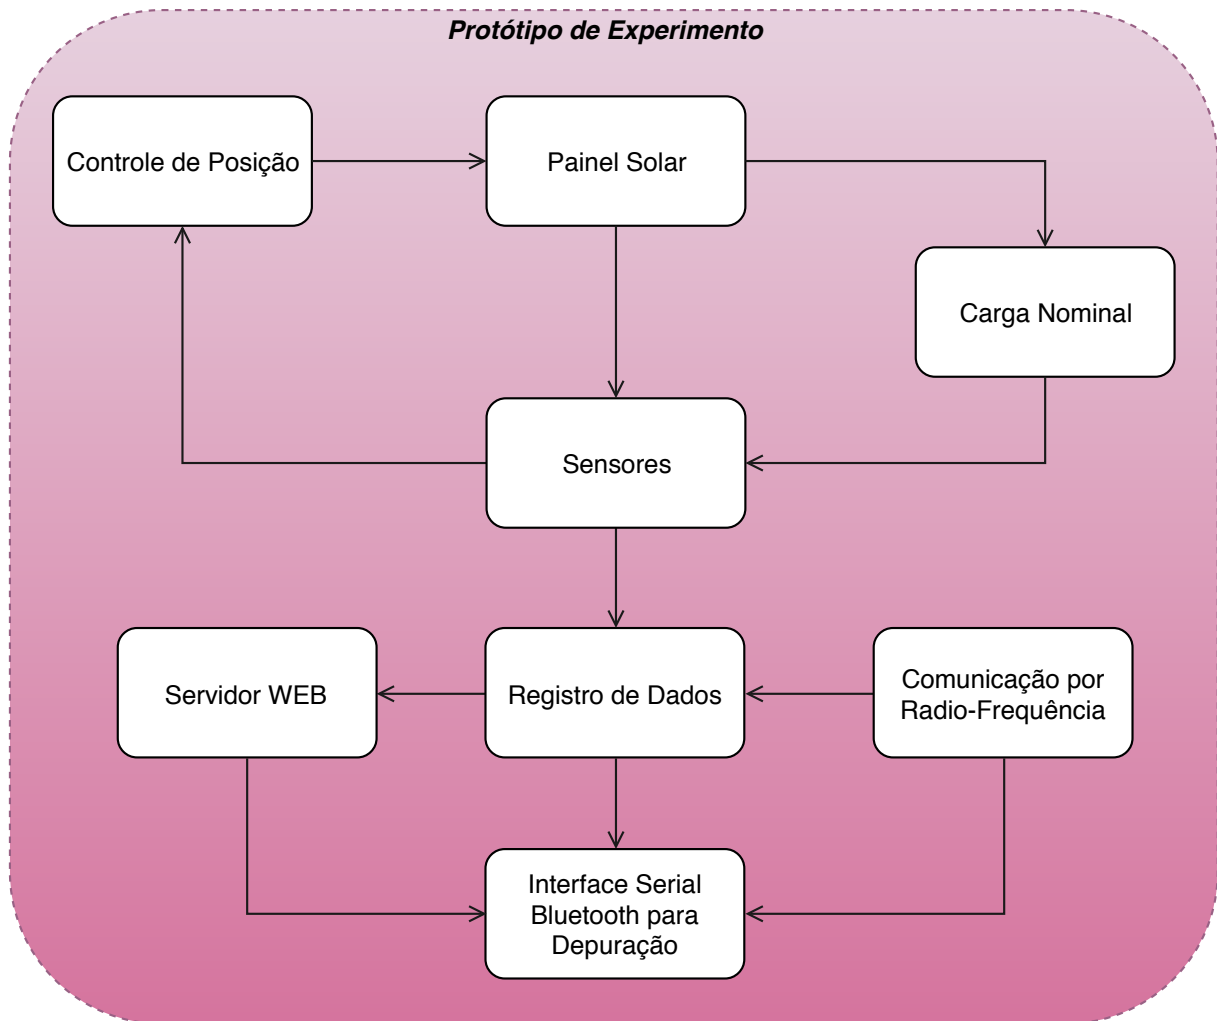 Protótipo de Experimento
Controle de Posição
Painel Solar
Carga Nominal
Sensores
Servidor WEB
Registro de Dados
Comunicação por
Radio-Frequência
Interface Serial
Bluetooth para
Depuração